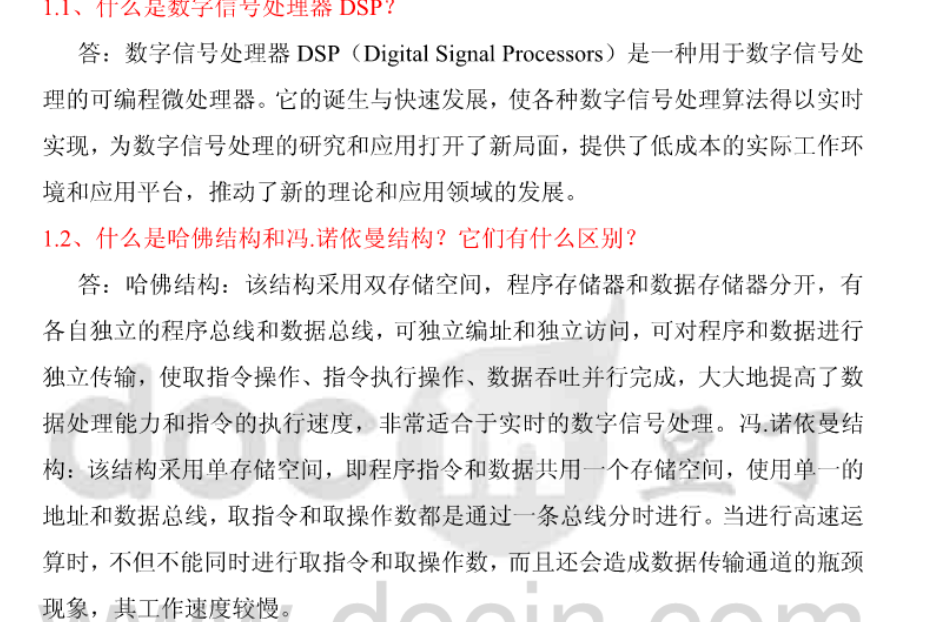 1.1、什么是数字信号处理器 DSP？
答：数字信号处理器 DSP（Digital Signal Processors）是一种用于数字信号处
理的可编程微处理器。它的诞生与快速发展，使各种数字信号处理算法得以实时
实现，为数字信号处理的研究和应用打开了新局面，提供了低成本的实际工作环
境和应用平台，推动了新的理论和应用领域的发展。
1.2、什么是哈佛结构和冯.诺依曼结构？它们有什么区别？
答：哈佛结构：该结构采用双存储空间，程序存储器和数据存储器分开，有
各自独立的程序总线和数据总线，可独立编址和独立访问，可对程序和数据进行
独立传输，使取指令操作、指令执行操作、数据吞吐并行完成，大大地提高了数
据处理能力和指令的执行速度，非常适合于实时的数字信号处理。冯.诺依曼结
构：该结构采用单存储空间，即程序指令和数据共用一个存储空间，使用单一的
地址和数据总线，取指令和取操作数都是通过一条总线分时进行。当进行高速运
算时，不但不能同时进行取指令和取操作数，而且还会造成数据传输通道的瓶颈
现象，其工作速度较慢。
docin 豆丁
www.docin.com